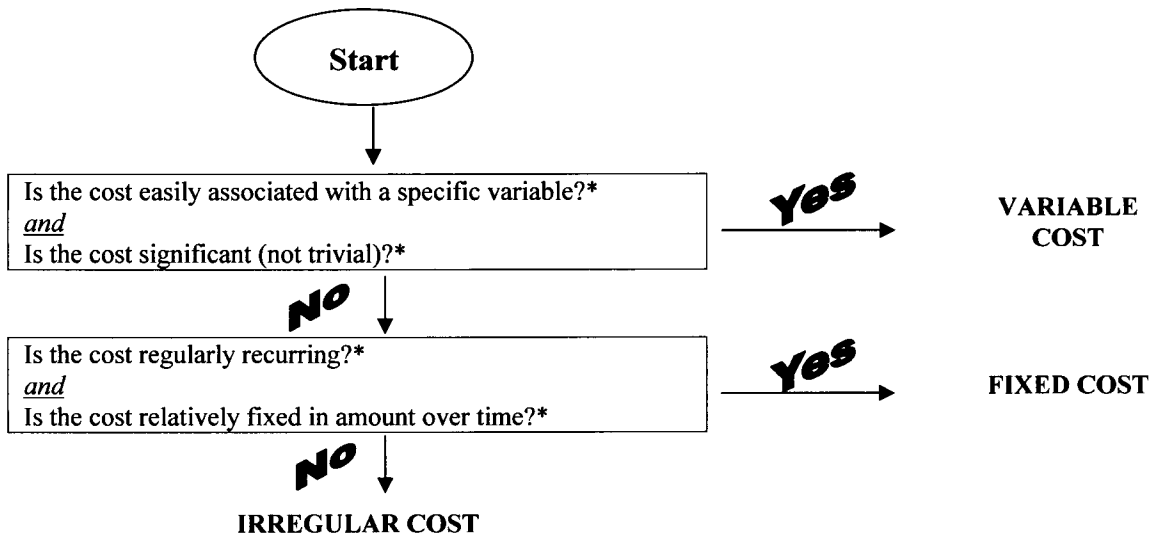 Start
Is the cost easily associated with a specific variable?*
and
Is the cost significant (not trivial)?*
Yes
VARIABLE
COST
No
Is the cost regularly recurring?*
and
Is the cost relatively fixed in amount over time?*
Yes
FIXED COST
No
IRREGULAR COST